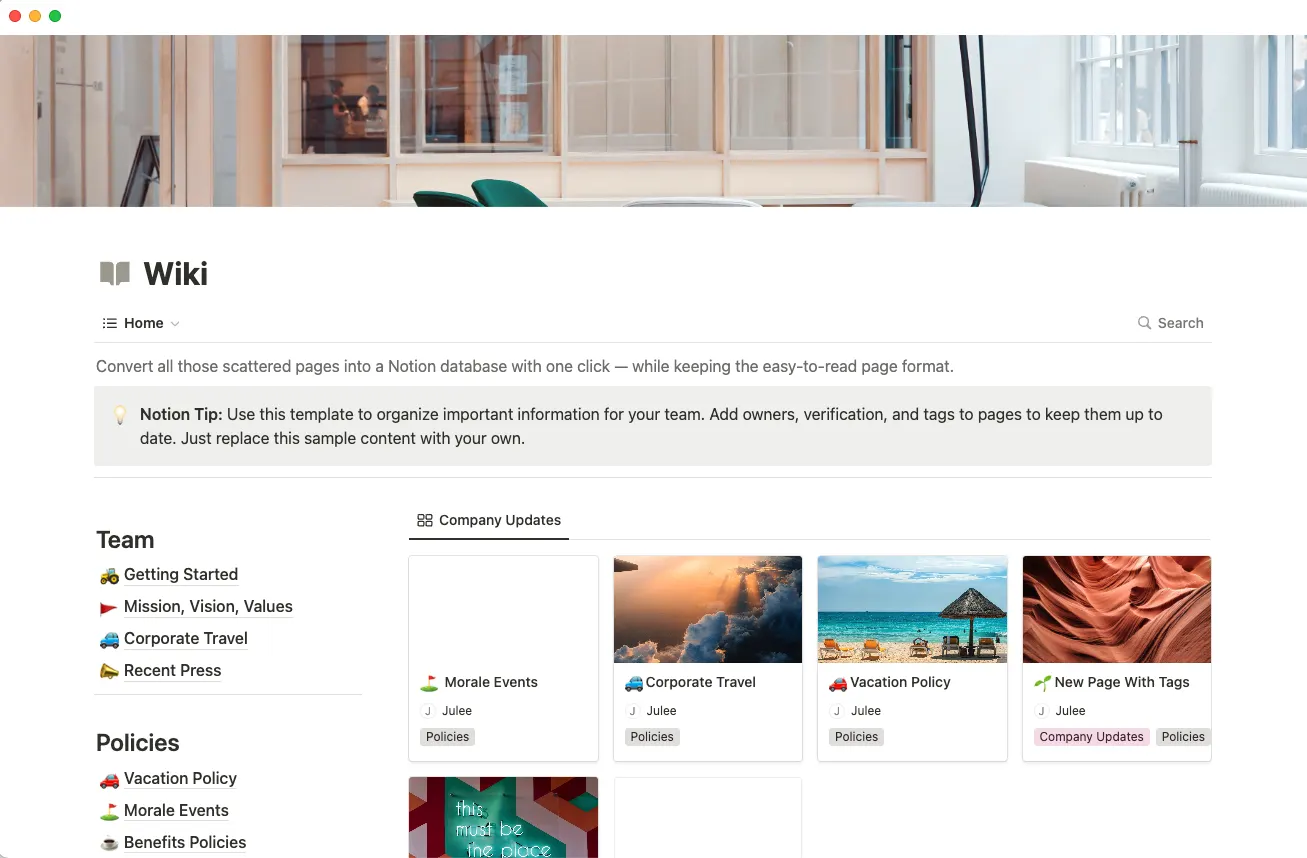 Wiki
Home
Search
Convert all those scattered pages into a Notion database with one click — while keeping the easy-to-read page format.
Notion Tip: Use this template to organize important information for your team. Add owners, verification, and tags to pages to keep them up to
date. Just replace this sample content with your own.
Team
Getting Started
Mission, Vision, Values
Corporate Travel
Recent Press
Policies
Vacation Policy
Morale Events
Benefits Policies
Company Updates
Morale Events
J Julee
Policies
Corporate Travel
J Julee
Policies
Vacation Policy
J Julee
Policies
New Page With Tags
J Julee
Company Updates Policies
this
must be
the place